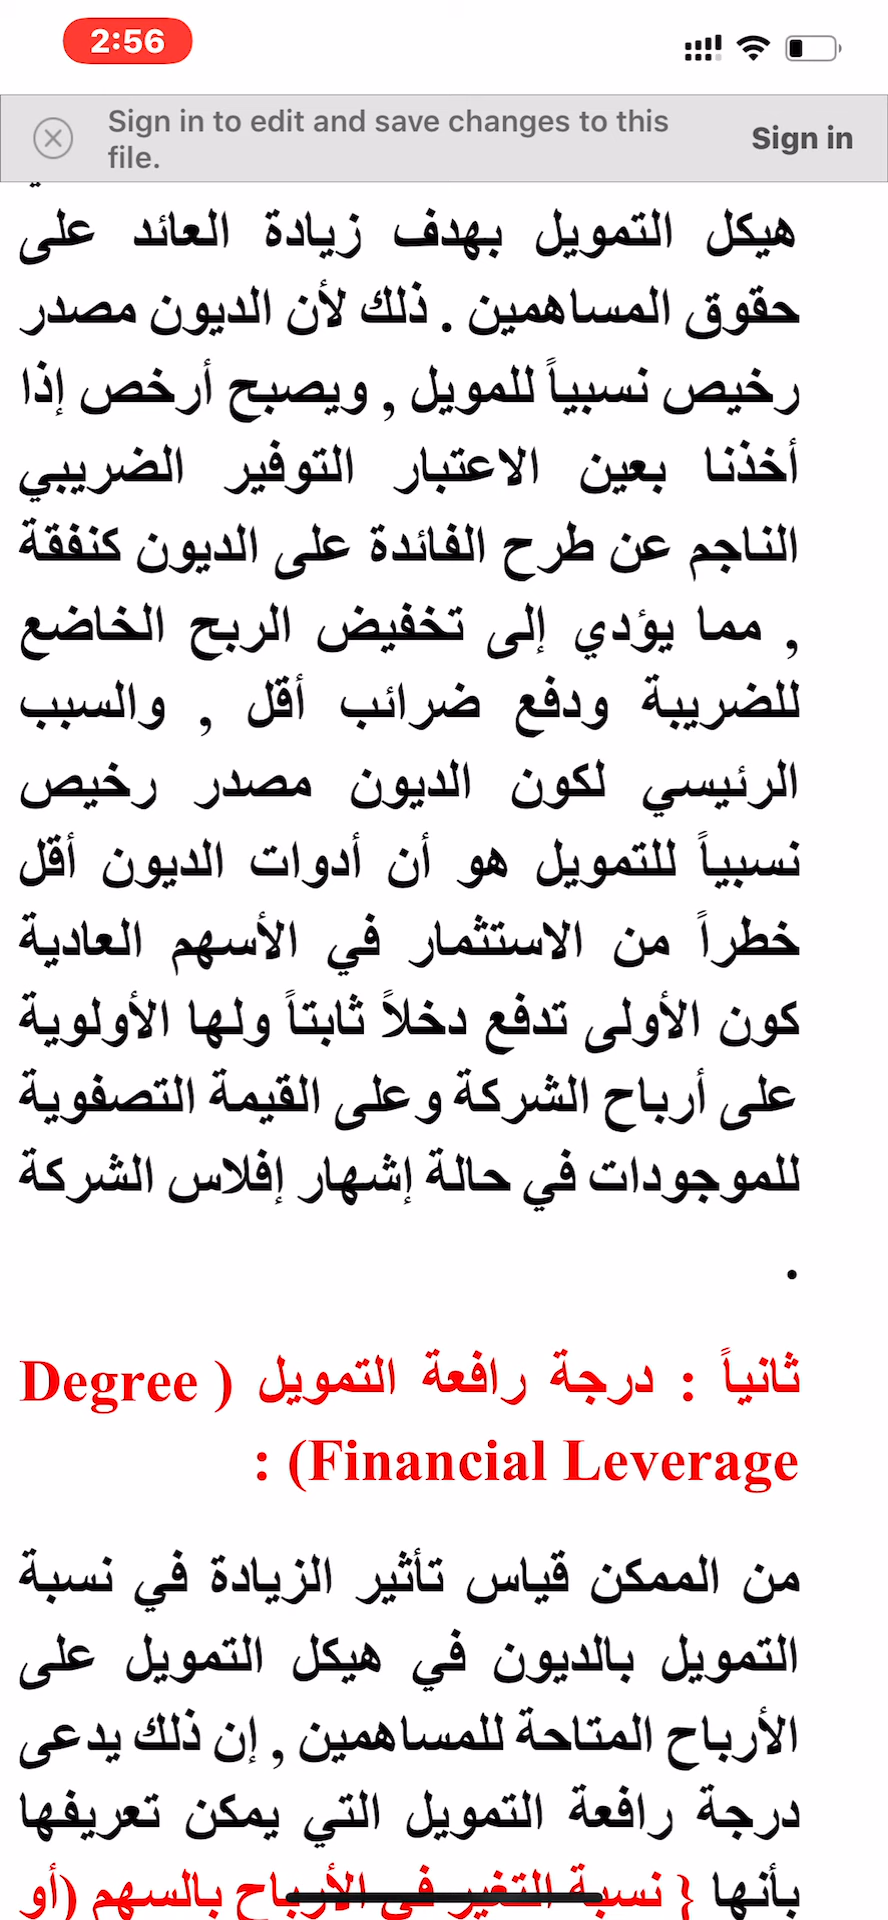 2:56
Sign in to edit and save changes to this
file.
Sign in
هيكل التمويل بهدف زيادة العائد على
حقوق المساهمين . ذلك لأن الديون مصدر
رخيص نسبياً للمويل , ويصبح أرخص إذا
أخذنا بعين الاعتبار التوفير الضريبي
الناجم عن طرح الفائدة على الديون كنفقة
, مما يؤدي إلى تخفيض الربح الخاضع
للضريبة ودفع ضرائب أقل , والسبب
الرئيسي لكون الديون مصدر رخيص
نسبياً للتمويل هو أن أدوات الديون أقل
خطراً من الاستثمار في الأسهم العادية
كون الأولى تدفع دخلاً ثابتاً ولها الأولوية
على أرباح الشركة وعلى القيمة التصفوية
للموجودات في حالة إشهار إفلاس الشركة
.
ثانياً : درجة رافعة التمويل ( Degree
Financial Leverage) :
من الممكن قياس تأثير الزيادة في نسبة
التمويل بالديون في هيكل التمويل على
الأرباح المتاحة للمساهمين , إن ذلك يدعى
درجة رافعة التمويل التي يمكن تعريفها
بأنها { نسبة التغير في الأرباح بالسهم (أو